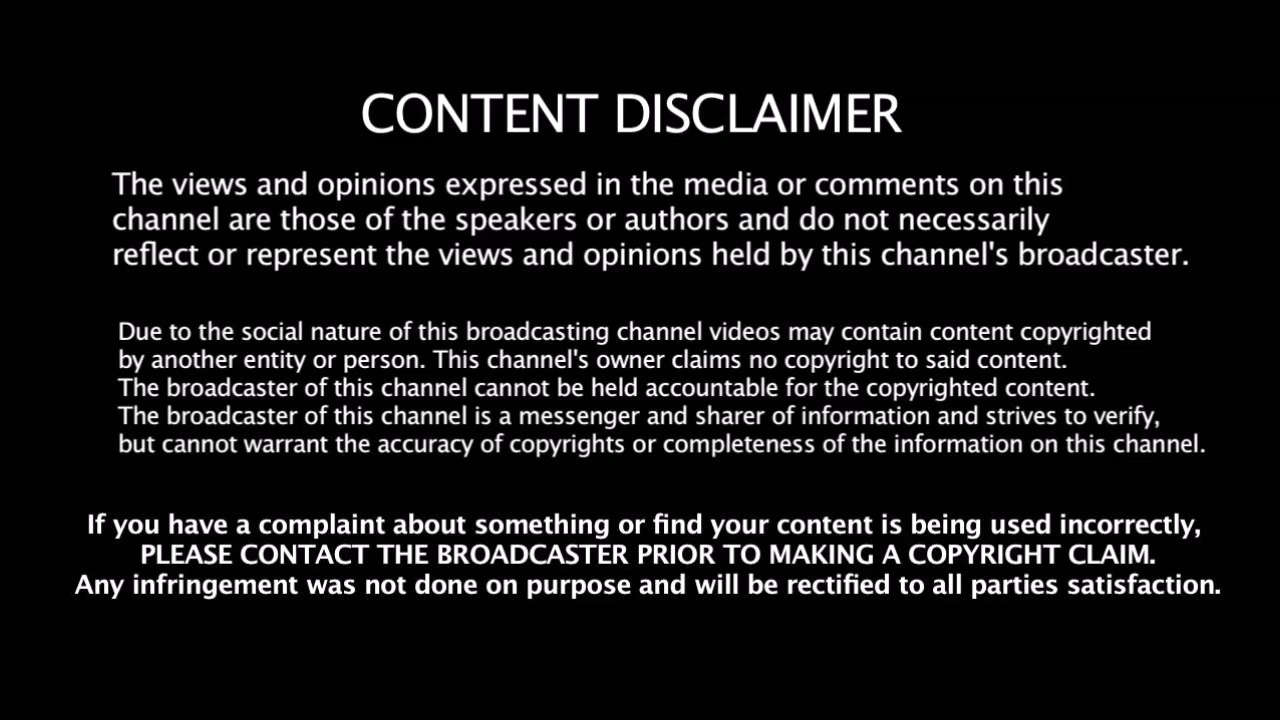 CONTENT DISCLAIMER
The views and opinions expressed in the media or comments on this
channel are those of the speakers or authors and do not necessarily
reflect or represent the views and opinions held by this channel's broadcaster.
Due to the social nature of this broadcasting channel videos may contain content copyrighted
by another entity or person. This channel's owner claims no copyright to said content.
The broadcaster of this channel cannot be held accountable for the copyrighted content.
The broadcaster of this channel is a messenger and sharer of information and strives to verify,
but cannot warrant the accuracy of copyrights or completeness of the information on this channel.
If you have a complaint about something or find your content is being used incorrectly,
PLEASE CONTACT THE BROADCASTER PRIOR TO MAKING A COPYRIGHT CLAIM.
Any infringement was not done on purpose and will be rectified to all parties satisfaction.